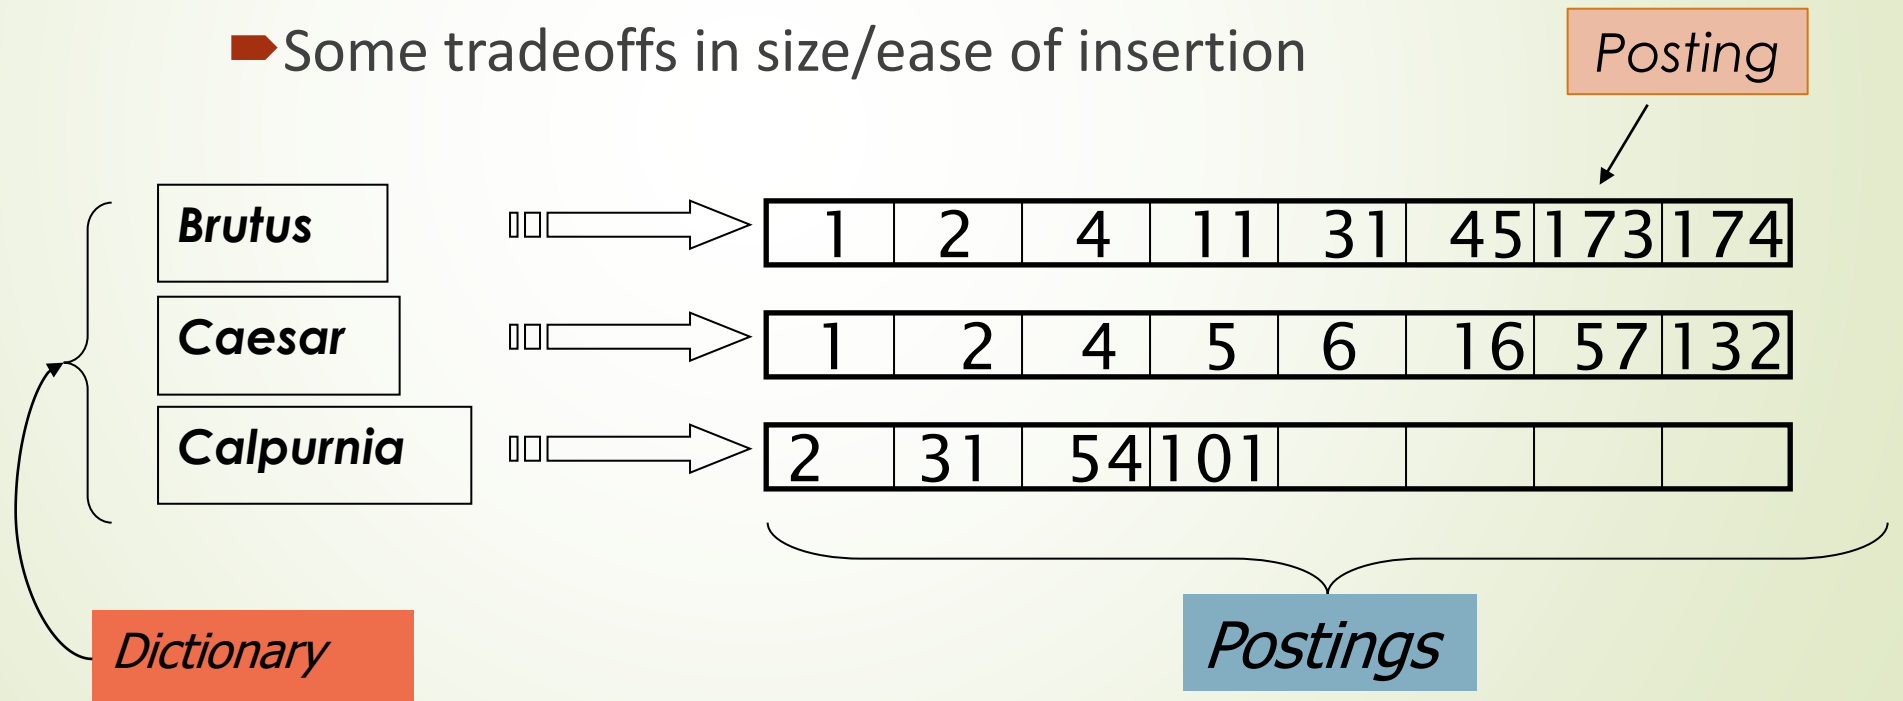 Some tradeoffs in size/ease of insertion
Posting
Brutus 1 2 4 11 31 45 173 174
Caesar 1 2 4 5 6 16 57 132
Calpurnia 2 31 54 101
Dictionary
Postings